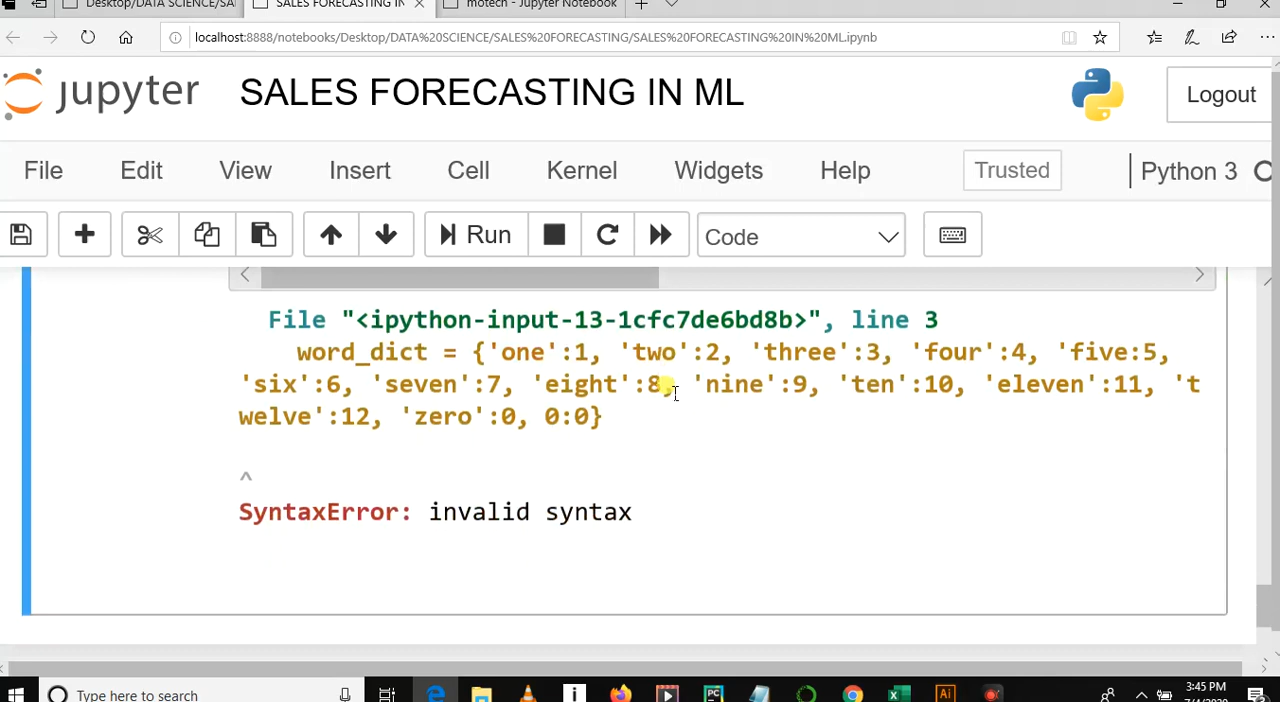 Desktop/DATA SCIENCE/SA
SALES FORECASTING IN
motech - Jupyter Notebook
localhost:8888/notebooks/Desktop/DATA%20SCIENCE/SALES%20FORECASTING/SALES%20FORECASTING%20IN%20ML.ipynb
jupyter SALES FORECASTING IN ML Logout
File Edit View Insert Cell Kernel Widgets Help Trusted Python 3
Run Code
File "<ipython-input-13-1cfc7de6bd8b>", line 3
word_dict = {'one':1, 'two':2, 'three':3, 'four':4, 'five:5,
'six':6, 'seven':7, 'eight':8, 'nine':9, 'ten':10, 'eleven':11, 't
welve':12, 'zero':0, 0:0}
^
SyntaxError: invalid syntax
Type here to search
3:45 PM